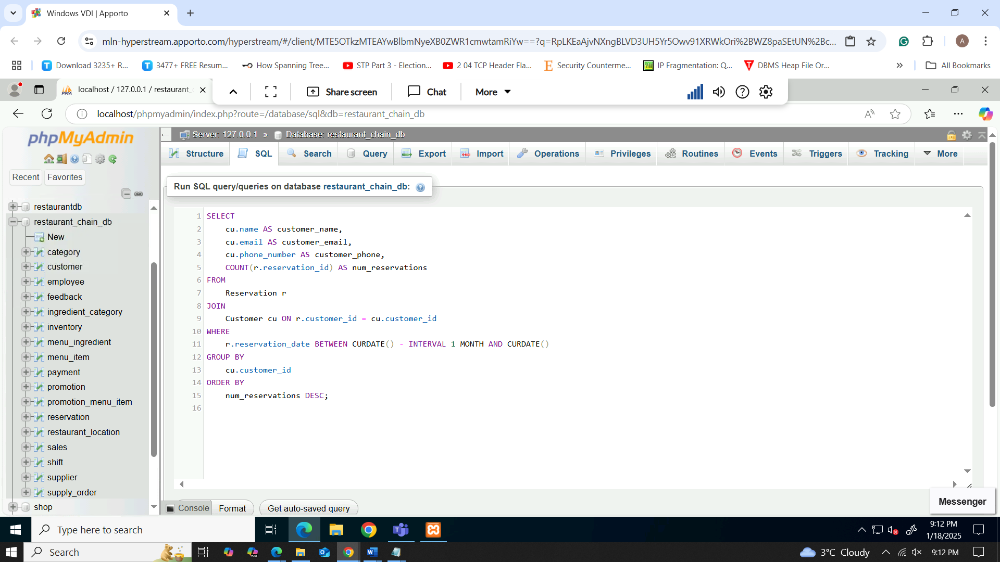 Windows VDI | Apporto
mln-hyperstream.apporto.com/hyperstream/#/client/MTE5OTkzMTEAYwBlbmNyeXB0ZWR1cmwtamRiYw==?q=RpLKEaAjvNXngBLVD3UH5Yr5Owv91XRWkOri%2BWZ8paSEtUN%2Bc...
A
Download 3235+ R...
3477+ FREE Resum...
How Spanning Tree...
STP Part 3 - Election...
2 04 TCP Header Fla...
Security Counterme...
IP Fragmentation: Q...
DBMS Heap File Or...
All Bookmarks
localhost / 127.0.0.1 / restaurant_
Share screen
Chat
More
localhost/phpmyadmin/index.php?route=/database/sql&db=restaurant_chain_db
phpMyAdmin
Server: 127.0.0.1 » Database: restaurant_chain_db
Structure
SQL
Search
Query
Export
Import
Operations
Privileges
Routines
Events
Triggers
Tracking
More
Recent
Favorites
restaurantdb
restaurant_chain_db
New
category
customer
employee
feedback
ingredient_category
inventory
menu_ingredient
menu_item
payment
promotion
promotion_menu_item
reservation
restaurant_location
sales
shift
supplier
supply_order
shop
Run SQL query/queries on database restaurant_chain_db:
1 SELECT
2 cu.name AS customer_name,
3 cu.email AS customer_email,
4 cu.phone_number AS customer_phone,
5 COUNT(r.reservation_id) AS num_reservations
6 FROM
7 Reservation r
8 JOIN
9 Customer cu ON r.customer_id = cu.customer_id
10 WHERE
11 r.reservation_date BETWEEN CURDATE() - INTERVAL 1 MONTH AND CURDATE()
12 GROUP BY
13 cu.customer_id
14 ORDER BY
15 num_reservations DESC;
16
Console
Format
Get auto-saved query
Messenger
Type here to search
9:12 PM
1/18/2025
Search
3°C Cloudy
9:12 PM